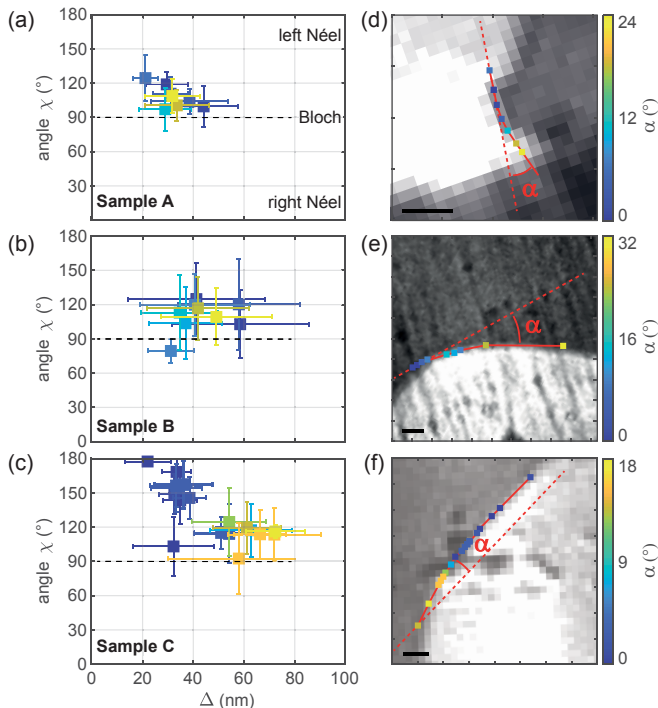 (a)
180
150
120
90
60
30
angle χ (°)
left Néel
Bloch
right Néel
Sample A
(d)
α
24
12
0
α (°)
(b)
180
150
120
90
60
30
0
angle χ (°)
Sample B
(e)
α
32
16
0
α (°)
(c)
180
150
120
90
60
30
0
angle χ (°)
Sample C
0 20 40 60 80 100
Δ (nm)
(f)
α
18
9
0
α (°)